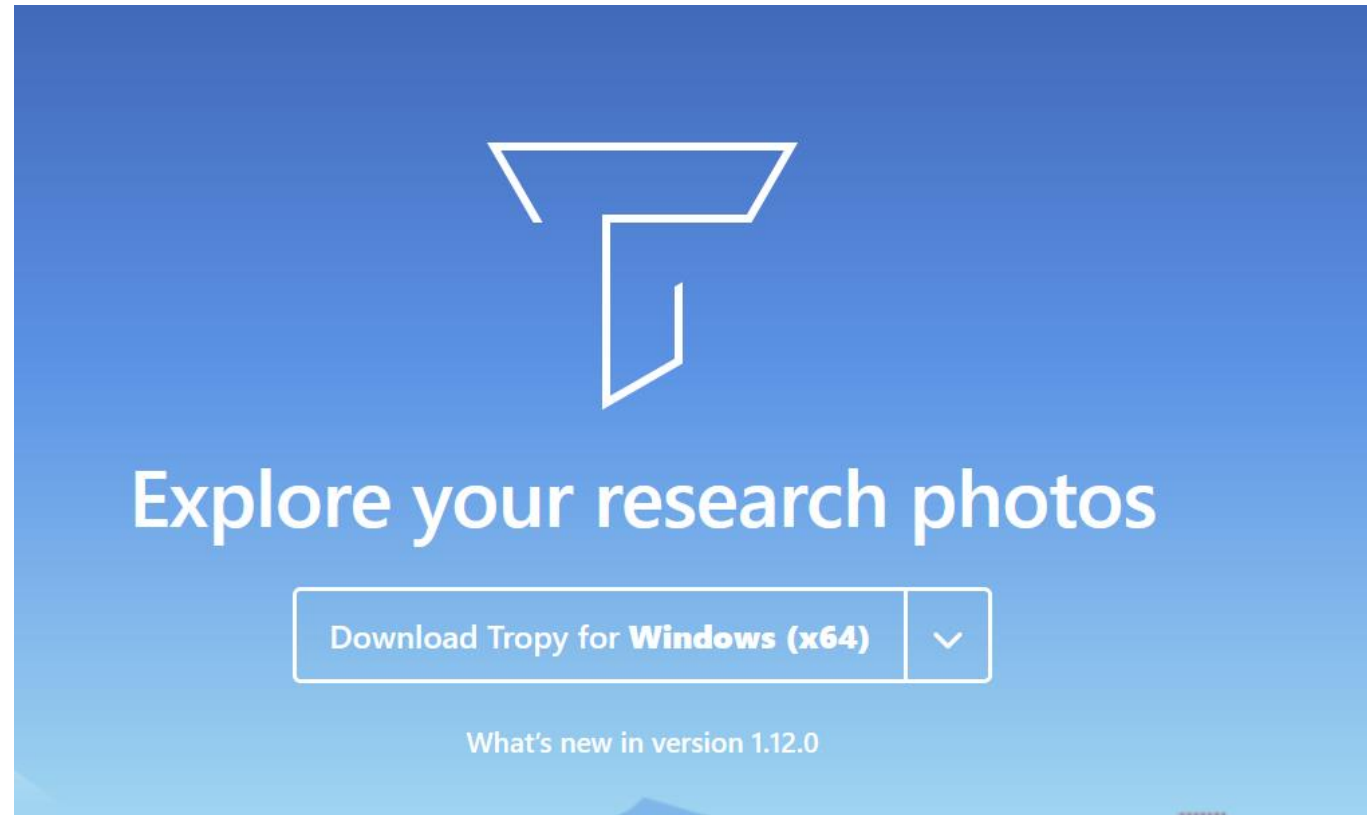 Explore your research photos
Download Tropy for Windows (x64)
What's new in version 1.12.0